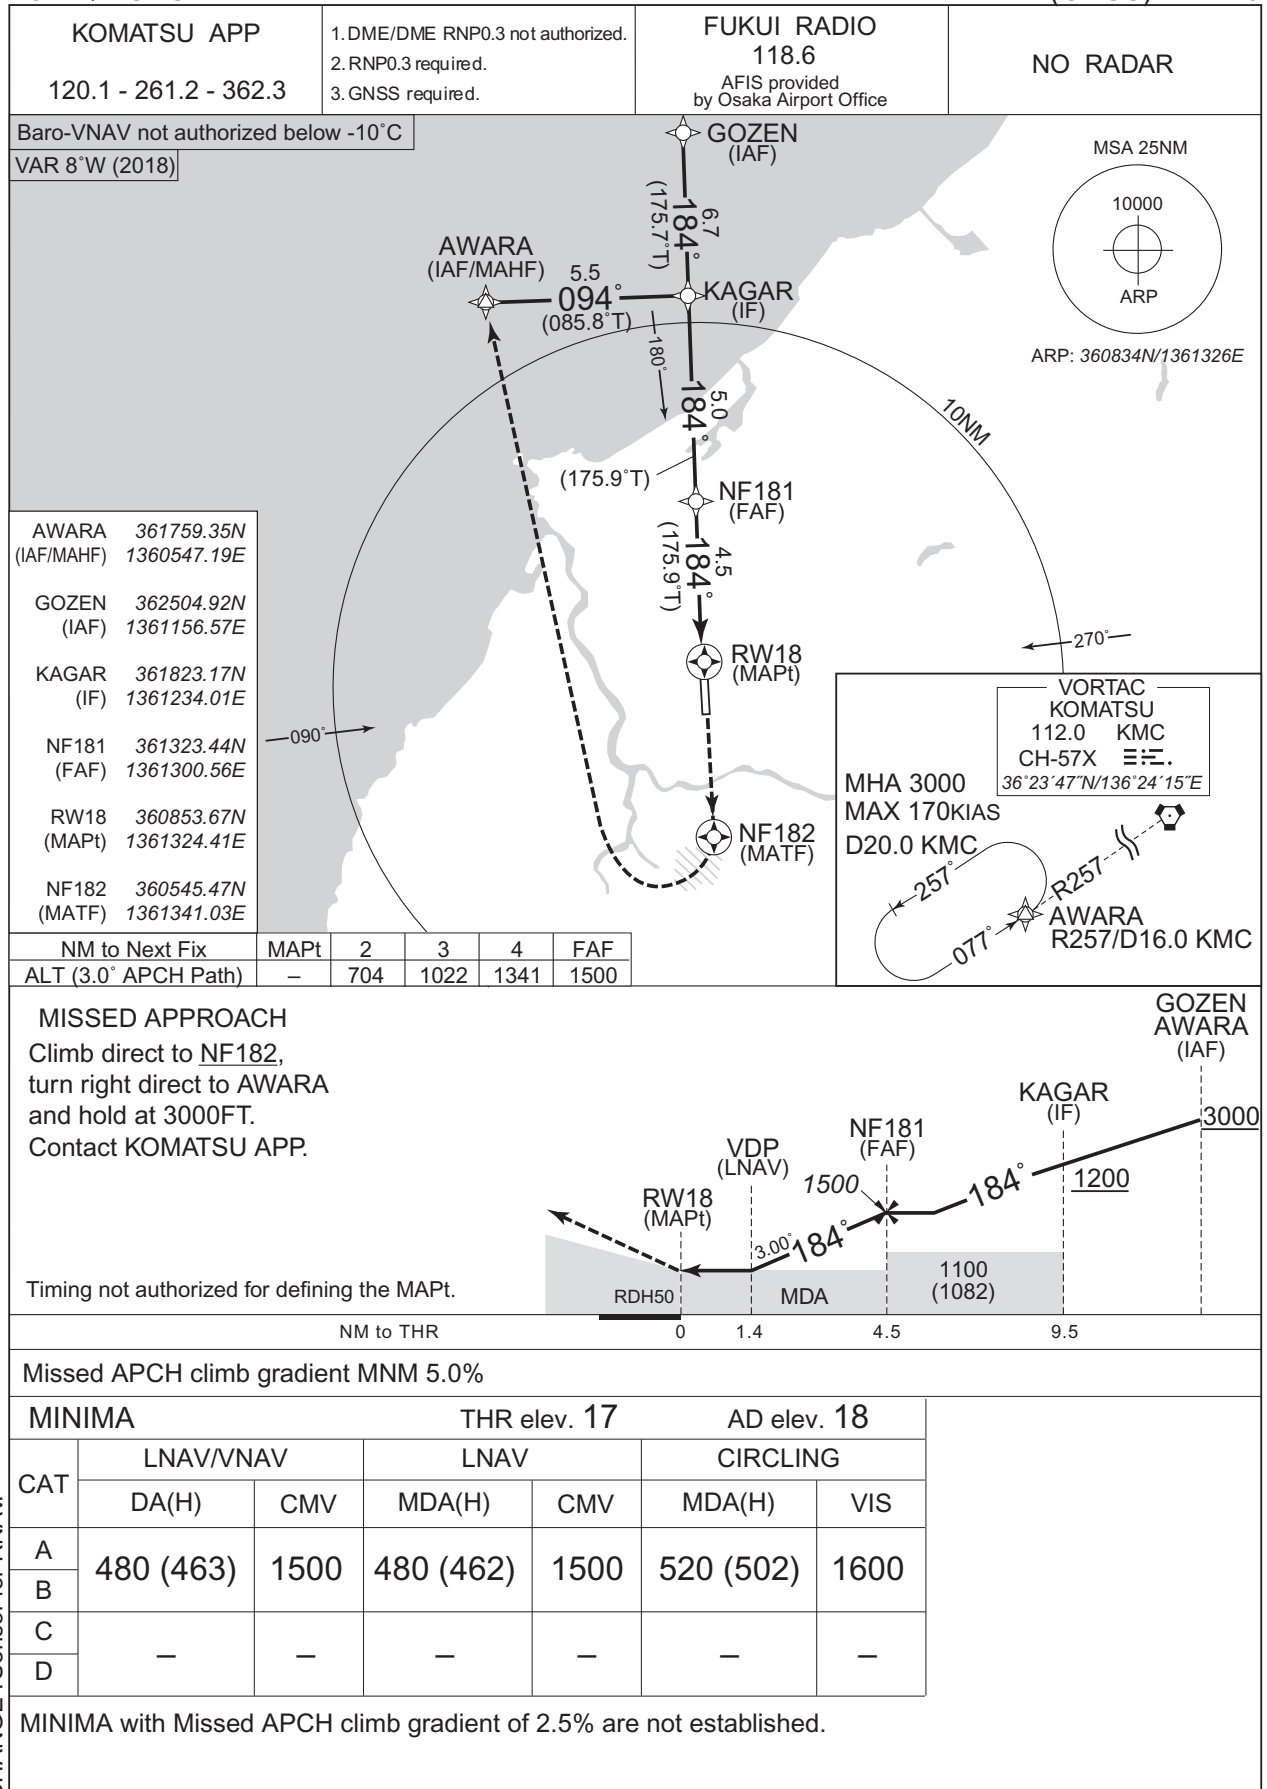 KOMATSU APP
120.1 - 261.2 - 362.3
1. DME/DME RNP0.3 not authorized.
2. RNP0.3 required.
3. GNSS required.
FUKUI RADIO
118.6
AFIS provided
by Osaka Airport Office
NO RADAR
Baro-VNAV not authorized below -10˚C
VAR 8˚W (2018)
GOZEN
(IAF)
MSA 25NM
10000
ARP
ARP: 360834N/1361326E
6.7
184˚
(175.7˚T)
AWARA
(IAF/MAHF)
5.5
094˚
(085.8˚T)
KAGAR
(IF)
180˚
5.0
184˚
(175.9˚T)
10NM
NF181
(FAF)
4.5
184˚
(175.9˚T)
RW18
(MAPt)
270˚
090˚
NF182
(MATF)
AWARA 361759.35N
(IAF/MAHF) 1360547.19E
GOZEN 362504.92N
(IAF) 1361156.57E
KAGAR 361823.17N
(IF) 1361234.01E
NF181 361323.44N
(FAF) 1361300.56E
RW18 360853.67N
(MAPt) 1361324.41E
NF182 360545.47N
(MATF) 1361341.03E
VORTAC
KOMATSU
112.0 KMC
CH-57X
36˚23´47˝N/136˚24´15˝E
MHA 3000
MAX 170KIAS
D20.0 KMC
257˚
077˚
R257
AWARA
R257/D16.0 KMC
NM to Next Fix MAPt 2 3 4 FAF
ALT (3.0˚ APCH Path) – 704 1022 1341 1500
MISSED APPROACH
Climb direct to NF182,
turn right direct to AWARA
and hold at 3000FT.
Contact KOMATSU APP.
Timing not authorized for defining the MAPt.
GOZEN
AWARA
(IAF)
3000
KAGAR
(IF)
1200
184˚
NF181
(FAF)
1500
VDP
(LNAV)
3.00˚
184˚
RW18
(MAPt)
RDH50
MDA
1100
(1082)
NM to THR 0 1.4 4.5 9.5
Missed APCH climb gradient MNM 5.0%
MINIMA THR elev. 17 AD elev. 18
CAT LNAV/VNAV LNAV CIRCLING
DA(H) CMV MDA(H) CMV MDA(H) VIS
A
B
480 (463) 1500 480 (462) 1500 520 (502) 1600
C
D
– – – – – –
MINIMA with Missed APCH climb gradient of 2.5% are not established.